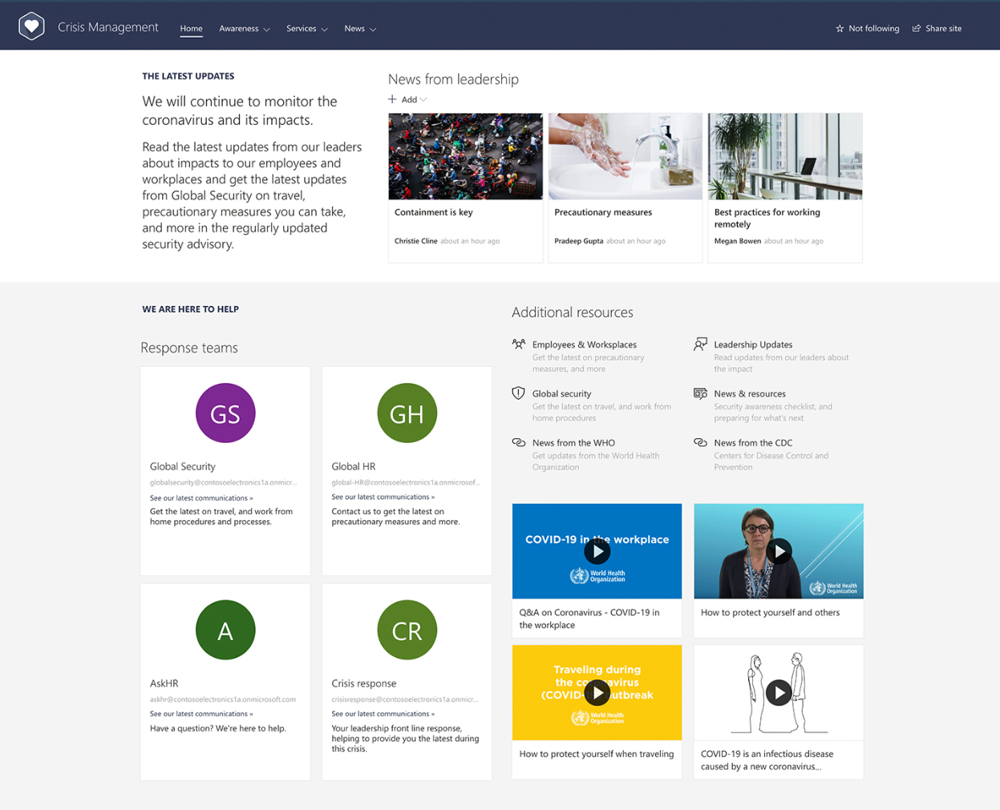 Crisis Management
Home
Awareness
Services
News
Not following
Share site
THE LATEST UPDATES
We will continue to monitor the
coronavirus and its impacts.
Read the latest updates from our leaders
about impacts to our employees and
workplaces and get the latest updates
from Global Security on travel,
precautionary measures you can take,
and more in the regularly updated
security advisory.
News from leadership
+ Add
Containment is key
Christie Cline about an hour ago
Precautionary measures
Pradeep Gupta about an hour ago
Best practices for working
remotely
Megan Bowen about an hour ago
WE ARE HERE TO HELP
Response teams
GS
Global Security
globalsecurity@contosoelectronics1a.onmicr...
See our latest communications »
Get the latest on travel, and work from
home procedures and processes.
GH
Global HR
global-HR@contosoelectronics1a.onmicrosof...
See our latest communications »
Contact us to get the latest on
precautionary measures and more.
A
AskHR
askhr@contosoelectronics1a.onmicrosoft.com
See our latest communications »
Have a question? We're here to help.
CR
Crisis response
crisisresponse@contosoelectronics1a.onmicr...
See our latest communications »
Your leadership front line response,
helping to provide you the latest during
this crisis.
Additional resources
Employees & Worksplaces
Get the latest on precautionary
measures, and more
Leadership Updates
Read updates from our leaders about
the impact
Global security
Get the latest on travel, and work from
home procedures
News & resources
Security awareness checklist, and
preparing for what's next
News from the WHO
Get updates from the World Health
Organization
News from the CDC
Centers for Disease Control and
Prevention
COVID-19 in the workplace
World Health
Organization
Q&A on Coronavirus - COVID-19 in
the workplace
World Health
Organization
How to protect yourself and others
Traveling during
the coronavirus
(COVID-19) outbreak
World Health
Organization
How to protect yourself when traveling
COVID-19 is an infectious disease
caused by a new coronavirus...